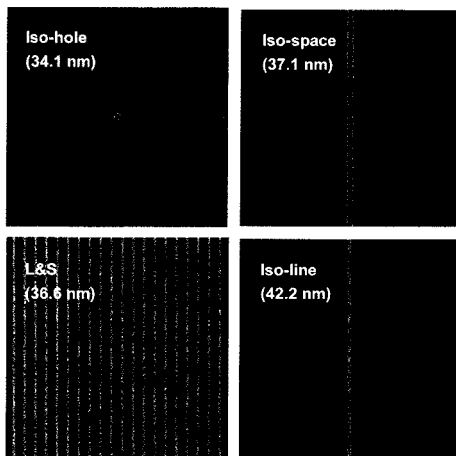 Iso-hole
(34.1 nm)
Iso-space
(37.1 nm)
L&S
(36.6 nm)
Iso-line
(42.2 nm)